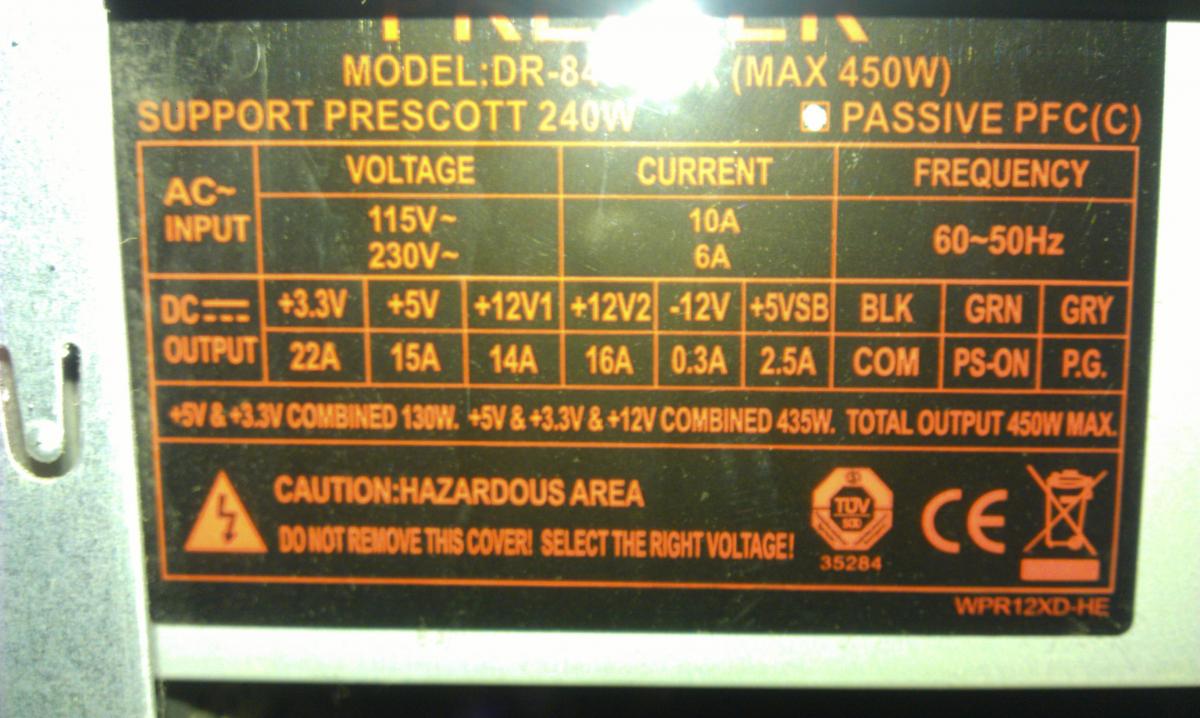 MODEL:DR-8 (MAX 450W)
SUPPORT PRESCOTT 240W PASSIVE PFC(C)
AC~ INPUT VOLTAGE CURRENT FREQUENCY
115V~ 10A 60~50Hz
230V~ 6A
DC OUTPUT +3.3V +5V +12V1 +12V2 -12V +5VSB BLK GRN GRY
22A 15A 14A 16A 0.3A 2.5A COM PS-ON P.G.
+5V & +3.3V COMBINED 130W. +5V & +3.3V & +12V COMBINED 435W. TOTAL OUTPUT 450W MAX.
CAUTION:HAZARDOUS AREA
DO NOT REMOVE THIS COVER! SELECT THE RIGHT VOLTAGE!
TÜV
CE
35284
WPR12XD-HE